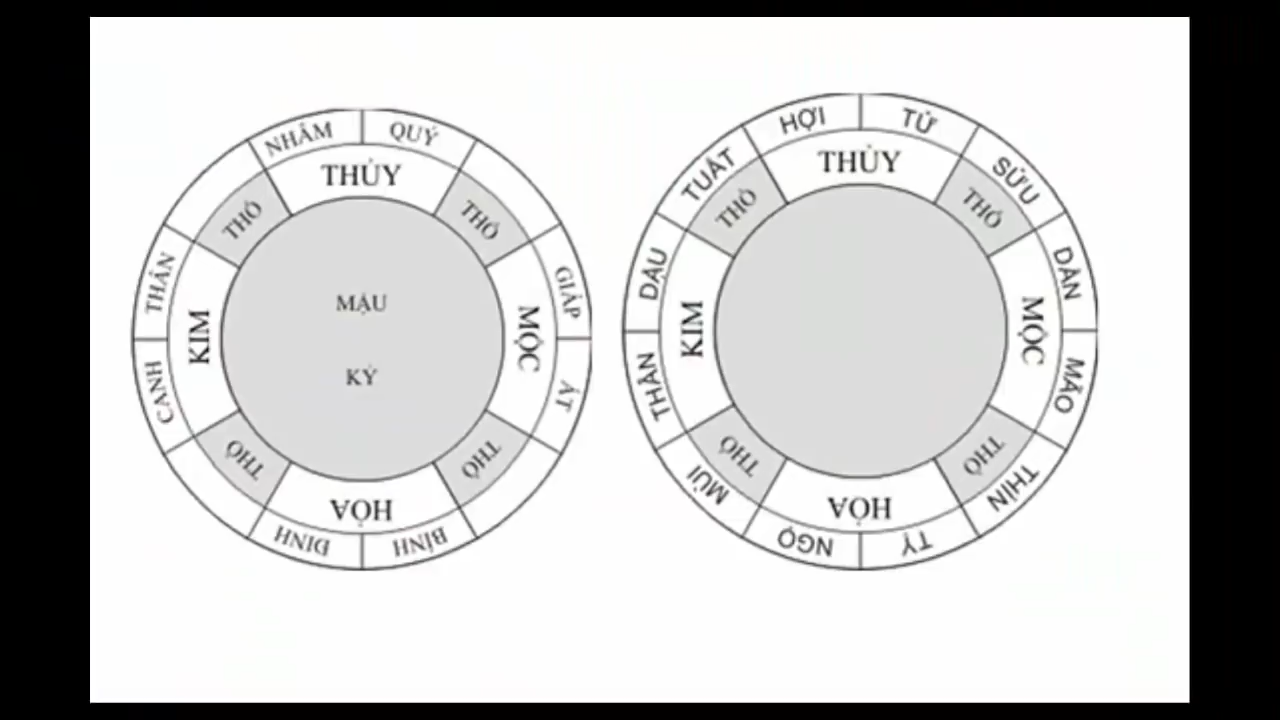 NHÂM
QUÝ
THỦY
THỔ
THỔ
THÂN
GIÁP
KIM
MẬU
MỘC
KỶ
CANH
ẤT
THỔ
THỔ
HỎA
ĐINH
BÍNH
HỢI
TỬ
TUẤT
THỦY
SỬU
THỔ
THỔ
DẬU
DẦN
KIM
MỘC
THÂN
MÃO
THỔ
THỔ
MÙI
THÌN
HỎA
NGỌ
TỴ